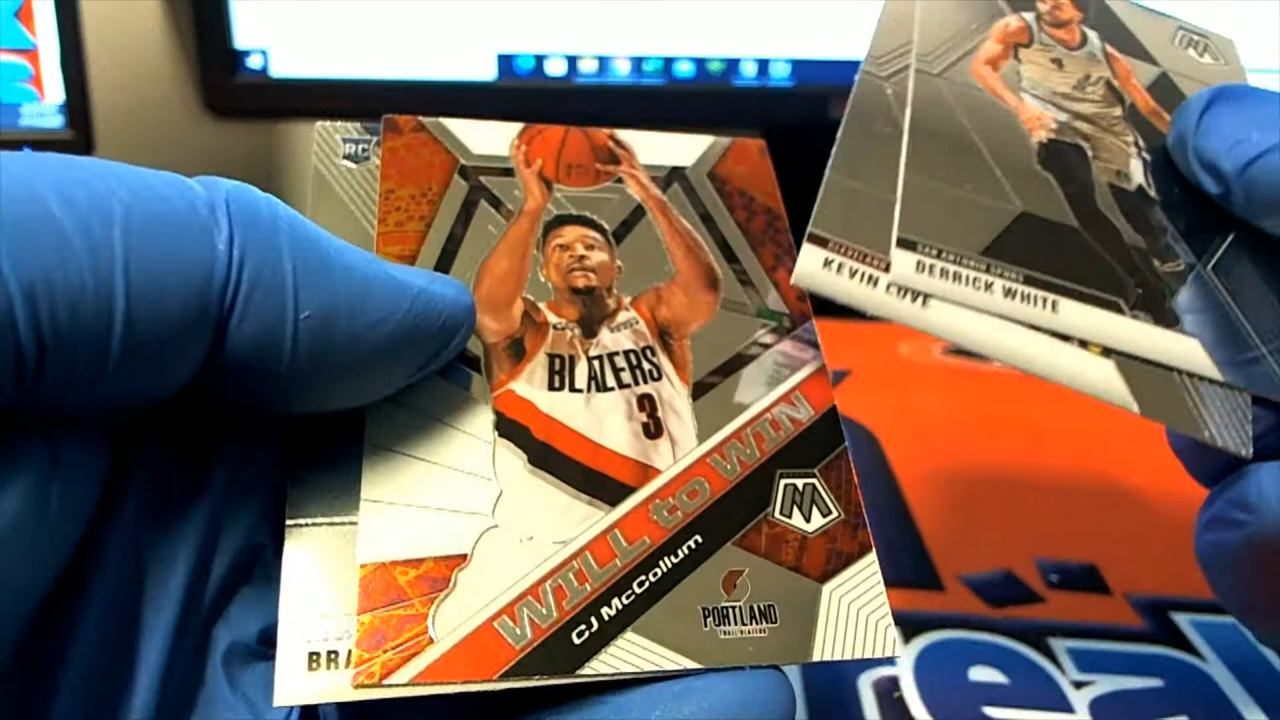 RC
BLAZERS
3
WILL to WIN
CJ McCollum
PORTLAND
TRAIL BLAZERS
BRA
CLEVELAND
KEVIN LOVE
SAN ANTONIO SPURS
DERRICK WHITE
reak